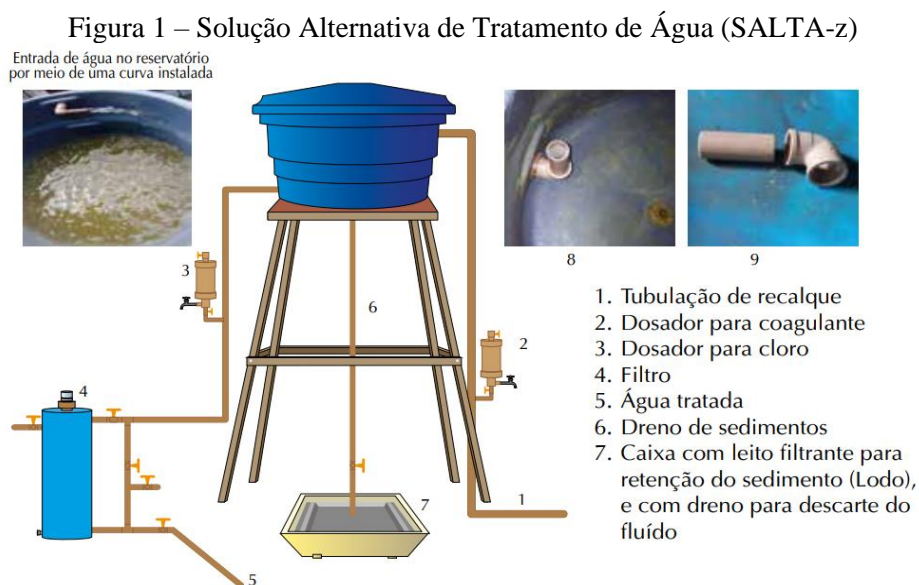 Figura 1 – Solução Alternativa de Tratamento de Água (SALTA-z)
Entrada de água no reservatório
por meio de uma curva instalada
3
6
2
4
7
1
5
8
9
1. Tubulação de recalque
2. Dosador para coagulante
3. Dosador para cloro
4. Filtro
5. Água tratada
6. Dreno de sedimentos
7. Caixa com leito filtrante para
retenção do sedimento (Lodo),
e com dreno para descarte do
fluído